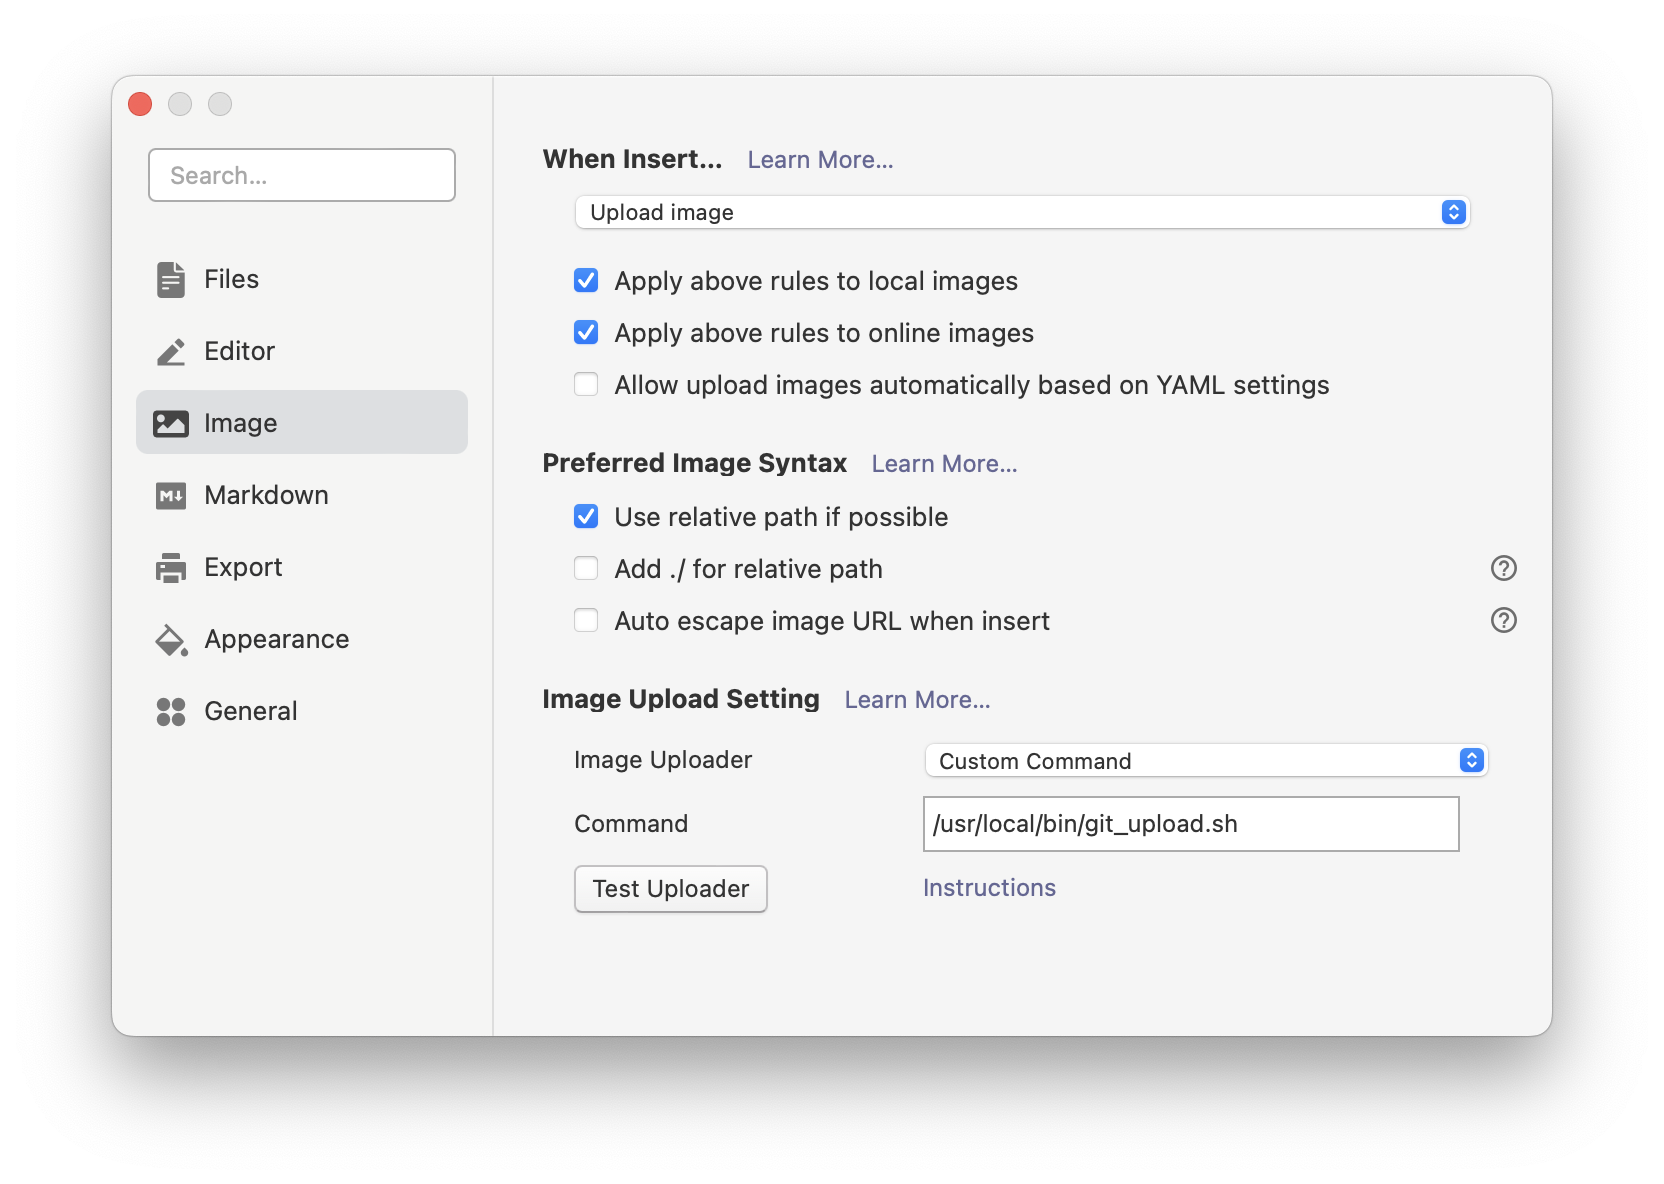 Search...
Files
Editor
Image
Markdown
Export
Appearance
General
When Insert... Learn More...
Upload image
Apply above rules to local images
Apply above rules to online images
Allow upload images automatically based on YAML settings
Preferred Image Syntax Learn More...
Use relative path if possible
Add ./ for relative path
Auto escape image URL when insert
Image Upload Setting Learn More...
Image Uploader Custom Command
Command /usr/local/bin/git_upload.sh
Test Uploader Instructions